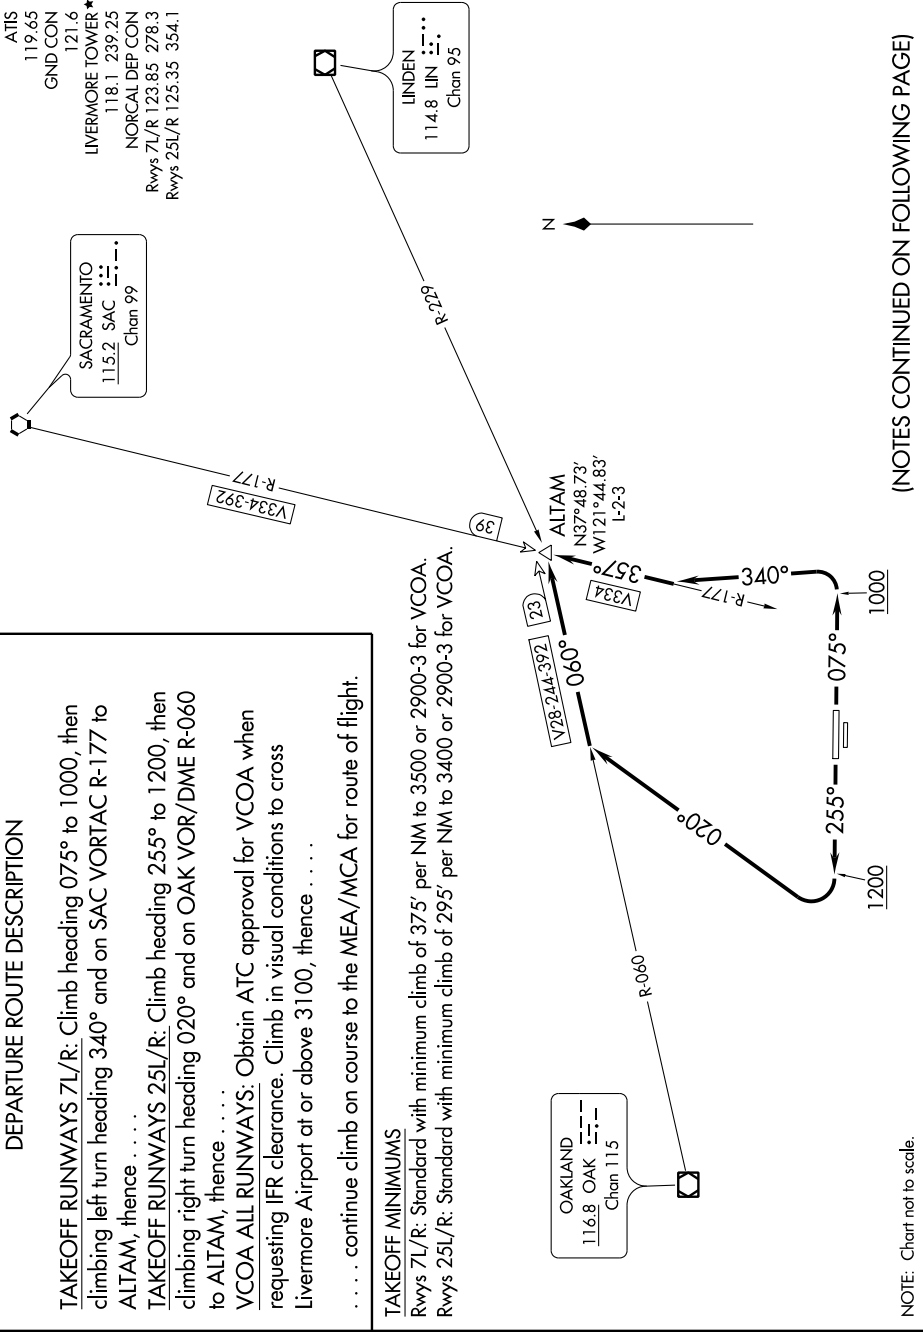 DEPARTURE ROUTE DESCRIPTION
TAKEOFF RUNWAYS 7L/R: Climb heading 075° to 1000, then
climbing left turn heading 340° and on SAC VORTAC R-177 to
ALTAM, thence . . . .
TAKEOFF RUNWAYS 25L/R: Climb heading 255° to 1200, then
climbing right turn heading 020° and on OAK VOR/DME R-060
to ALTAM, thence . . . .
VCOA ALL RUNWAYS: Obtain ATC approval for VCOA when
requesting IFR clearance. Climb in visual conditions to cross
Livermore Airport at or above 3100, thence . . . .
. . . . continue climb on course to the MEA/MCA for route of flight.
TAKEOFF MINIMUMS
Rwys 7L/R: Standard with minimum climb of 375' per NM to 3500 or 2900-3 for VCOA.
Rwys 25L/R: Standard with minimum climb of 295' per NM to 3400 or 2900-3 for VCOA.
ATIS
119.65
GND CON
121.6
LIVERMORE TOWER★
118.1 239.25
NORCAL DEP CON
Rwys 7L/R 123.85 278.3
Rwys 25L/R 125.35 354.1
SACRAMENTO
115.2 SAC
Chan 99
LINDEN
114.8 LIN
Chan 95
R-177
V334-392
39
R-229
N
ALTAM
N37°48.73'
W121°44.83'
L-2-3
23
V28-244-392
060°
357°
V334
R-177
340°
020°
R-060
OAKLAND
116.8 OAK
Chan 115
255°
075°
1200
1000
NOTE: Chart not to scale.
(NOTES CONTINUED ON FOLLOWING PAGE)